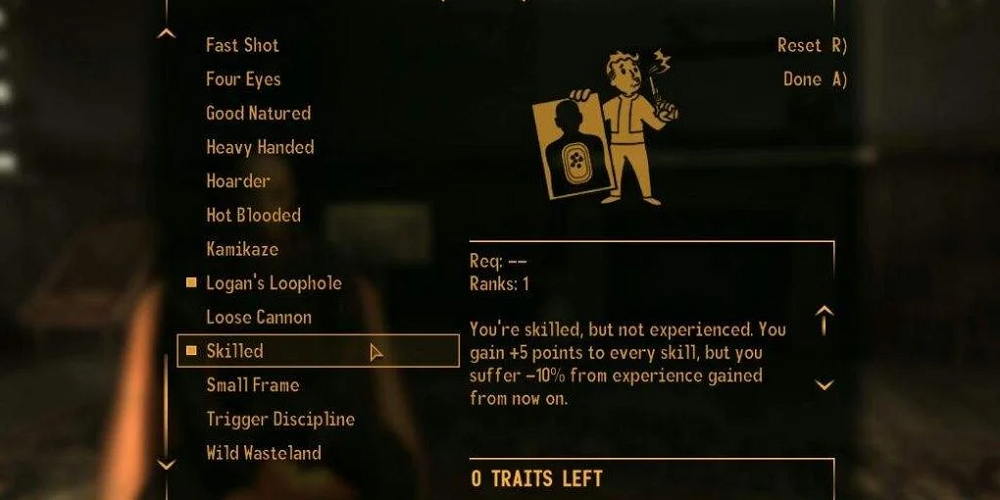 Fast Shot
Four Eyes
Good Natured
Heavy Handed
Hoarder
Hot Blooded
Kamikaze
Logan's Loophole
Loose Cannon
Skilled
Small Frame
Trigger Discipline
Wild Wasteland
Reset R)
Done A)
Req: --
Ranks: 1
You're skilled, but not experienced. You
gain +5 points to every skill, but you
suffer -10% from experience gained
from now on.
0 TRAITS LEFT